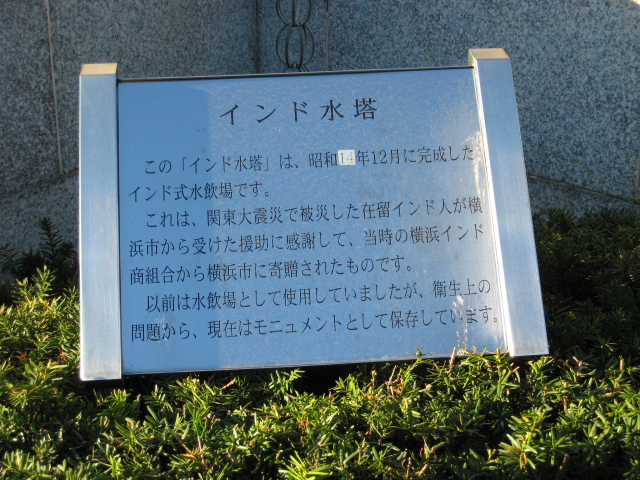 インド水塔
この「インド水塔」は、昭和14年12月に完成した
インド式水飲場です。
これは、関東大震災で被災した在留インド人が横
浜市から受けた援助に感謝して、当時の横浜インド
商組合から横浜市に寄贈されたものです。
以前は水飲場として使用していましたが、衛生上の
問題から、現在はモニュメントとして保存しています。